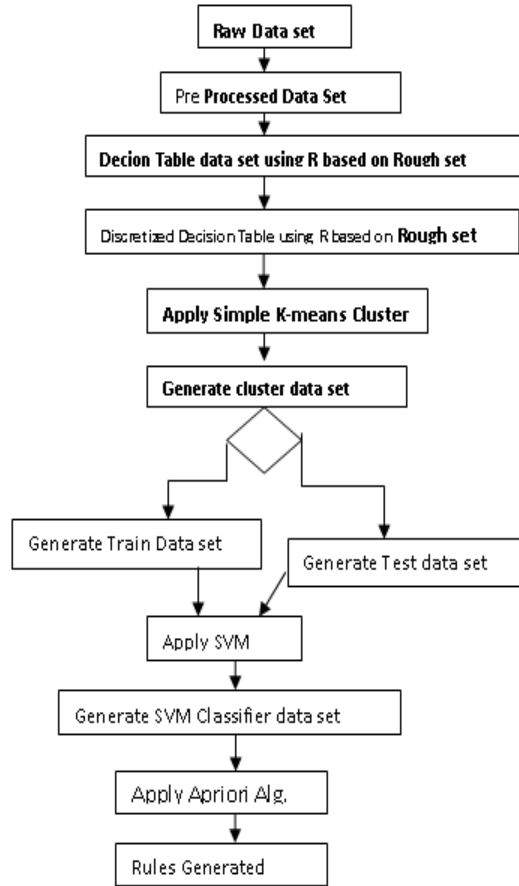 Raw Data set
Pre Processed Data Set
Decion Table data set using R based on Rough set
Discretized Decision Table using R based on Rough set
Apply Simple K-means Cluster
Generate cluster data set
Generate Train Data set
Generate Test data set
Apply SVM
Generate SVM Classifier data set
Apply Apriori Alg.
Rules Generated